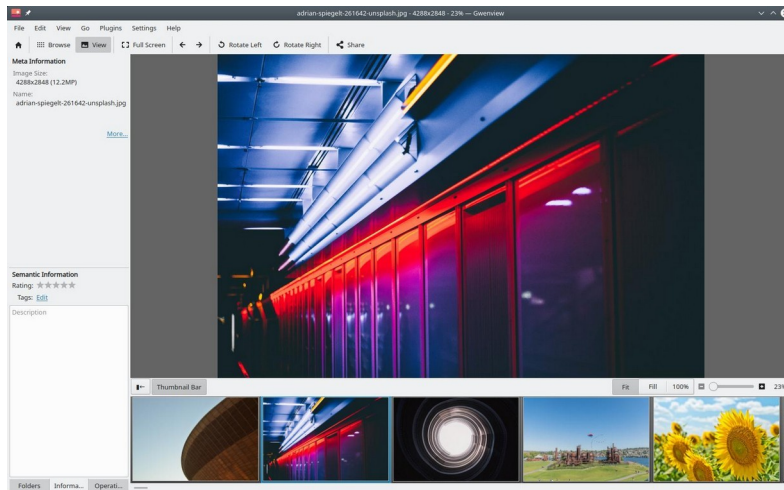 adrian-spiegelt-261642-unsplash.jpg - 4288x2848 - 23% — Gwenview
File Edit View Go Plugins Settings Help
Browse View Full Screen Rotate Left Rotate Right Share
Meta Information
Image Size:
4288x2848 (12.2MP)
Name:
adrian-spiegelt-261642-unsplash.jpg
More...
Semantic Information
Rating:
Tags: Edit
Description
Thumbnail Bar Fit Fill 100% 23%
Folders Informa... Operati...